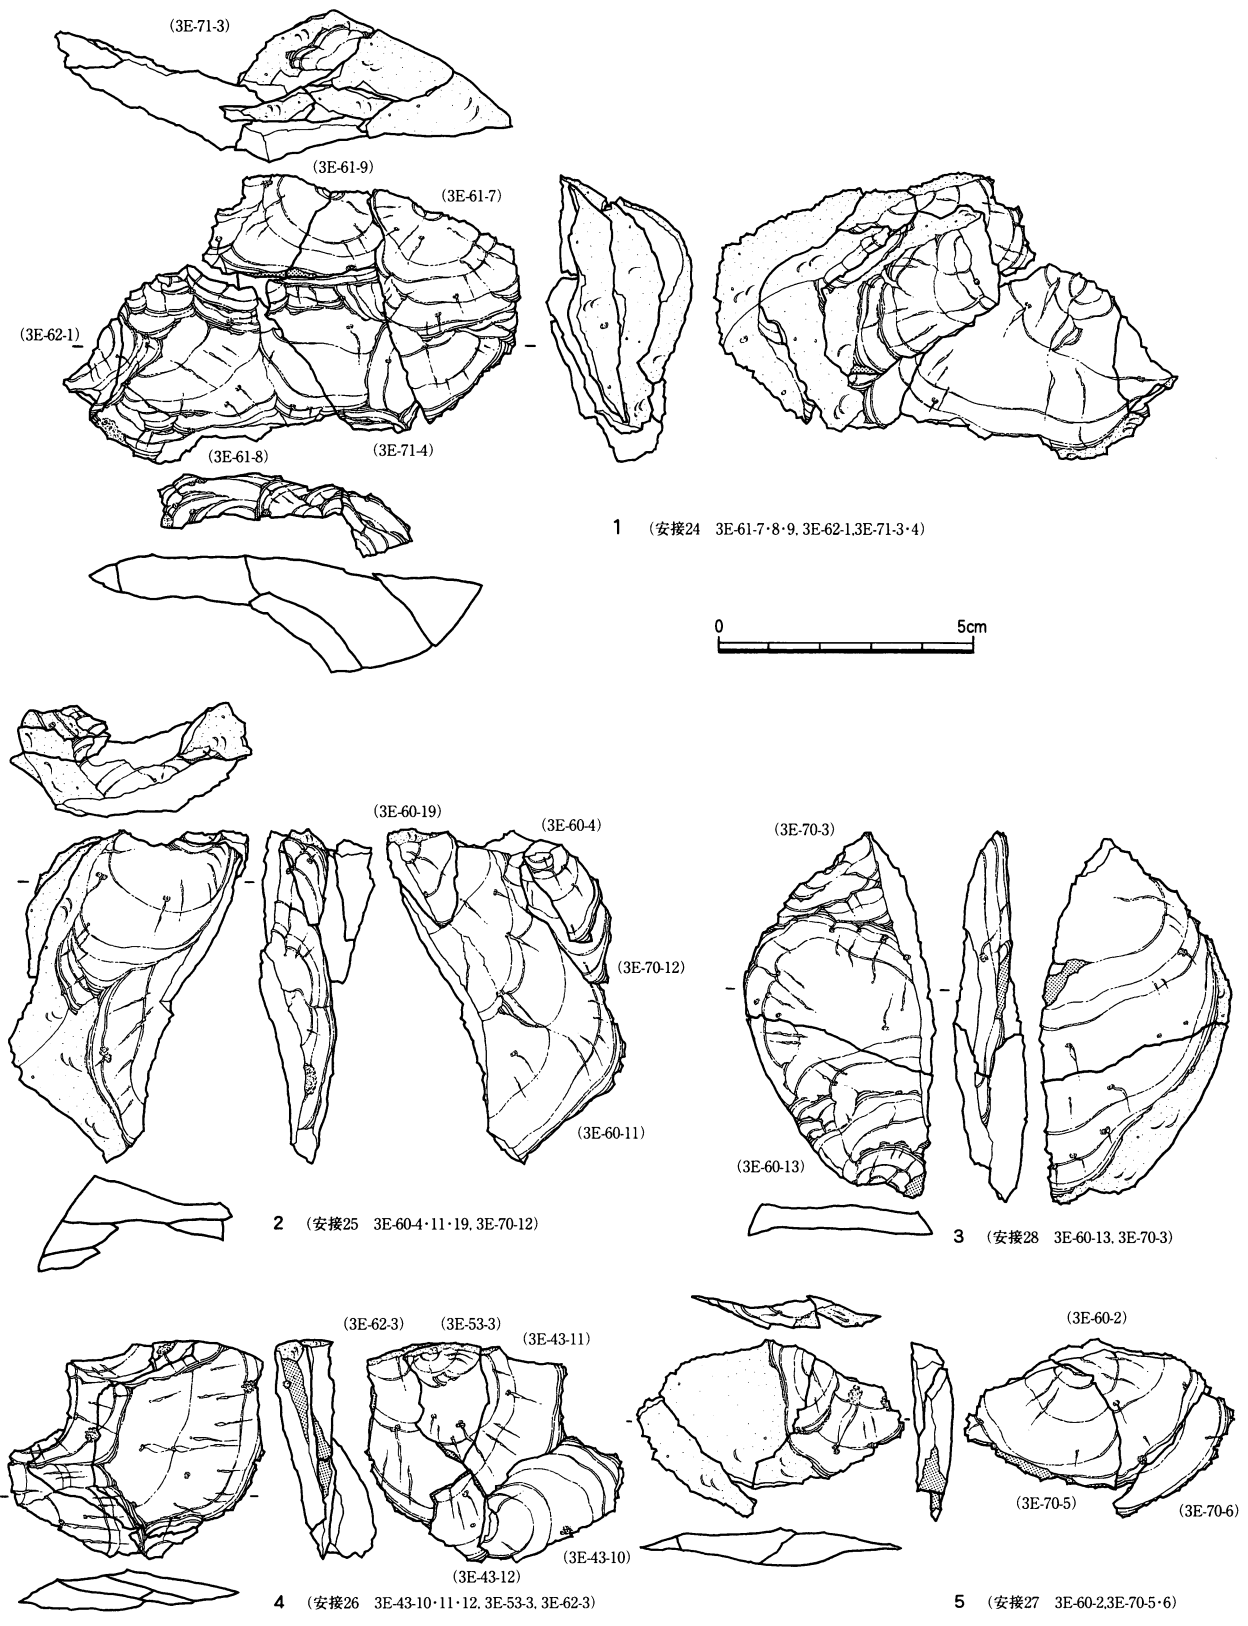 (3E-71-3)
(3E-61-9)
(3E-61-7)
(3E-62-1)
(3E-61-8)
(3E-71-4)
1 (安接24 3E-61-7・8・9, 3E-62-1,3E-71-3・4)
0 5cm
(3E-60-19)
(3E-60-4)
(3E-70-12)
(3E-60-11)
2 (安接25 3E-60-4・11・19, 3E-70-12)
(3E-70-3)
(3E-60-13)
3 (安接28 3E-60-13, 3E-70-3)
(3E-62-3)
(3E-53-3)
(3E-43-11)
(3E-43-10)
(3E-43-12)
4 (安接26 3E-43-10・11・12, 3E-53-3, 3E-62-3)
(3E-60-2)
(3E-70-5)
(3E-70-6)
5 (安接27 3E-60-2,3E-70-5・6)